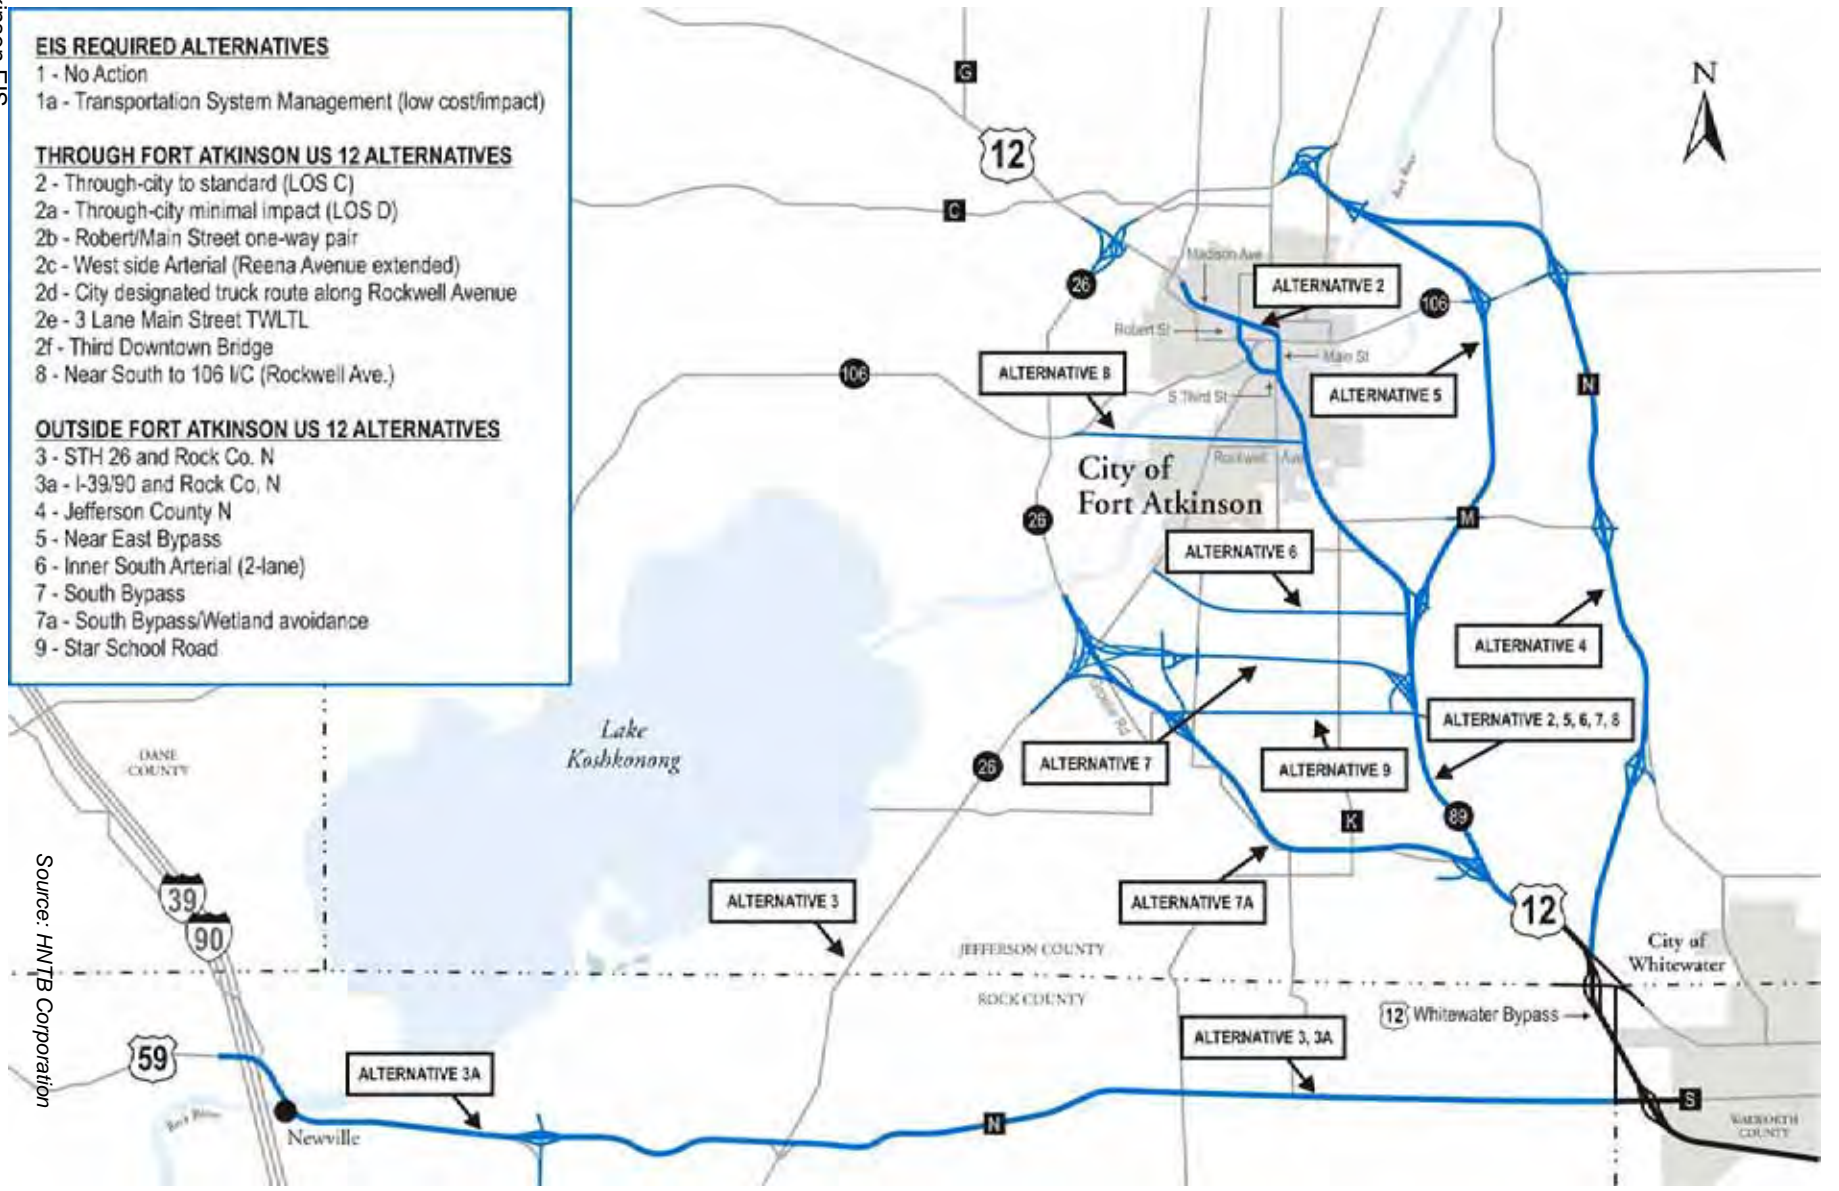 EIS REQUIRED ALTERNATIVES
1 - No Action
1a - Transportation System Management (low cost/impact)
THROUGH FORT ATKINSON US 12 ALTERNATIVES
2 - Through-city to standard (LOS C)
2a - Through-city minimal impact (LOS D)
2b - Robert/Main Street one-way pair
2c - West side Arterial (Reena Avenue extended)
2d - City designated truck route along Rockwell Avenue
2e - 3 Lane Main Street TWLTL
2f - Third Downtown Bridge
8 - Near South to 106 I/C (Rockwell Ave.)
OUTSIDE FORT ATKINSON US 12 ALTERNATIVES
3 - STH 26 and Rock Co. N
3a - I-39/90 and Rock Co. N
4 - Jefferson County N
5 - Near East Bypass
6 - Inner South Arterial (2-lane)
7 - South Bypass
7a - South Bypass/Wetland avoidance
9 - Star School Road
G
N
12
C
Rock River
Madison Ave
26
ALTERNATIVE 2
106
Robert St
Main St
ALTERNATIVE 8
106
N
ALTERNATIVE 5
S Third St
City of
Fort Atkinson
Rockwell Ave
26
M
ALTERNATIVE 6
ALTERNATIVE 4
Lake
Koshkonong
ALTERNATIVE 2, 5, 6, 7, 8
DANE
COUNTY
26
ALTERNATIVE 7
ALTERNATIVE 9
K
89
39
90
ALTERNATIVE 3
ALTERNATIVE 7A
12
City of
Whitewater
JEFFERSON COUNTY
ROCK COUNTY
12 Whitewater Bypass
ALTERNATIVE 3, 3A
59
ALTERNATIVE 3A
Newville
Rock River
N
S
WALWORTH
COUNTY
Source: HNTB Corporation